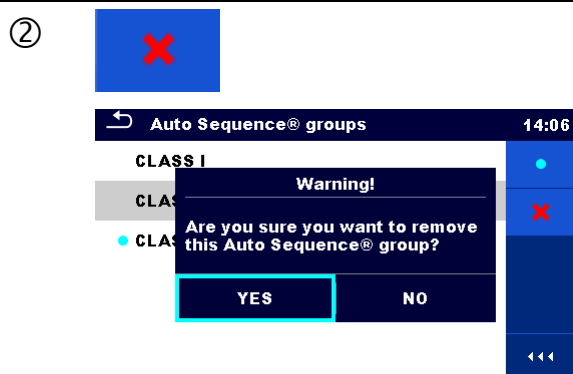 ②
Auto Sequence® groups 14:06
CLASS I
CLAS
CLAS
Warning!
Are you sure you want to remove
this Auto Sequence® group?
YES NO